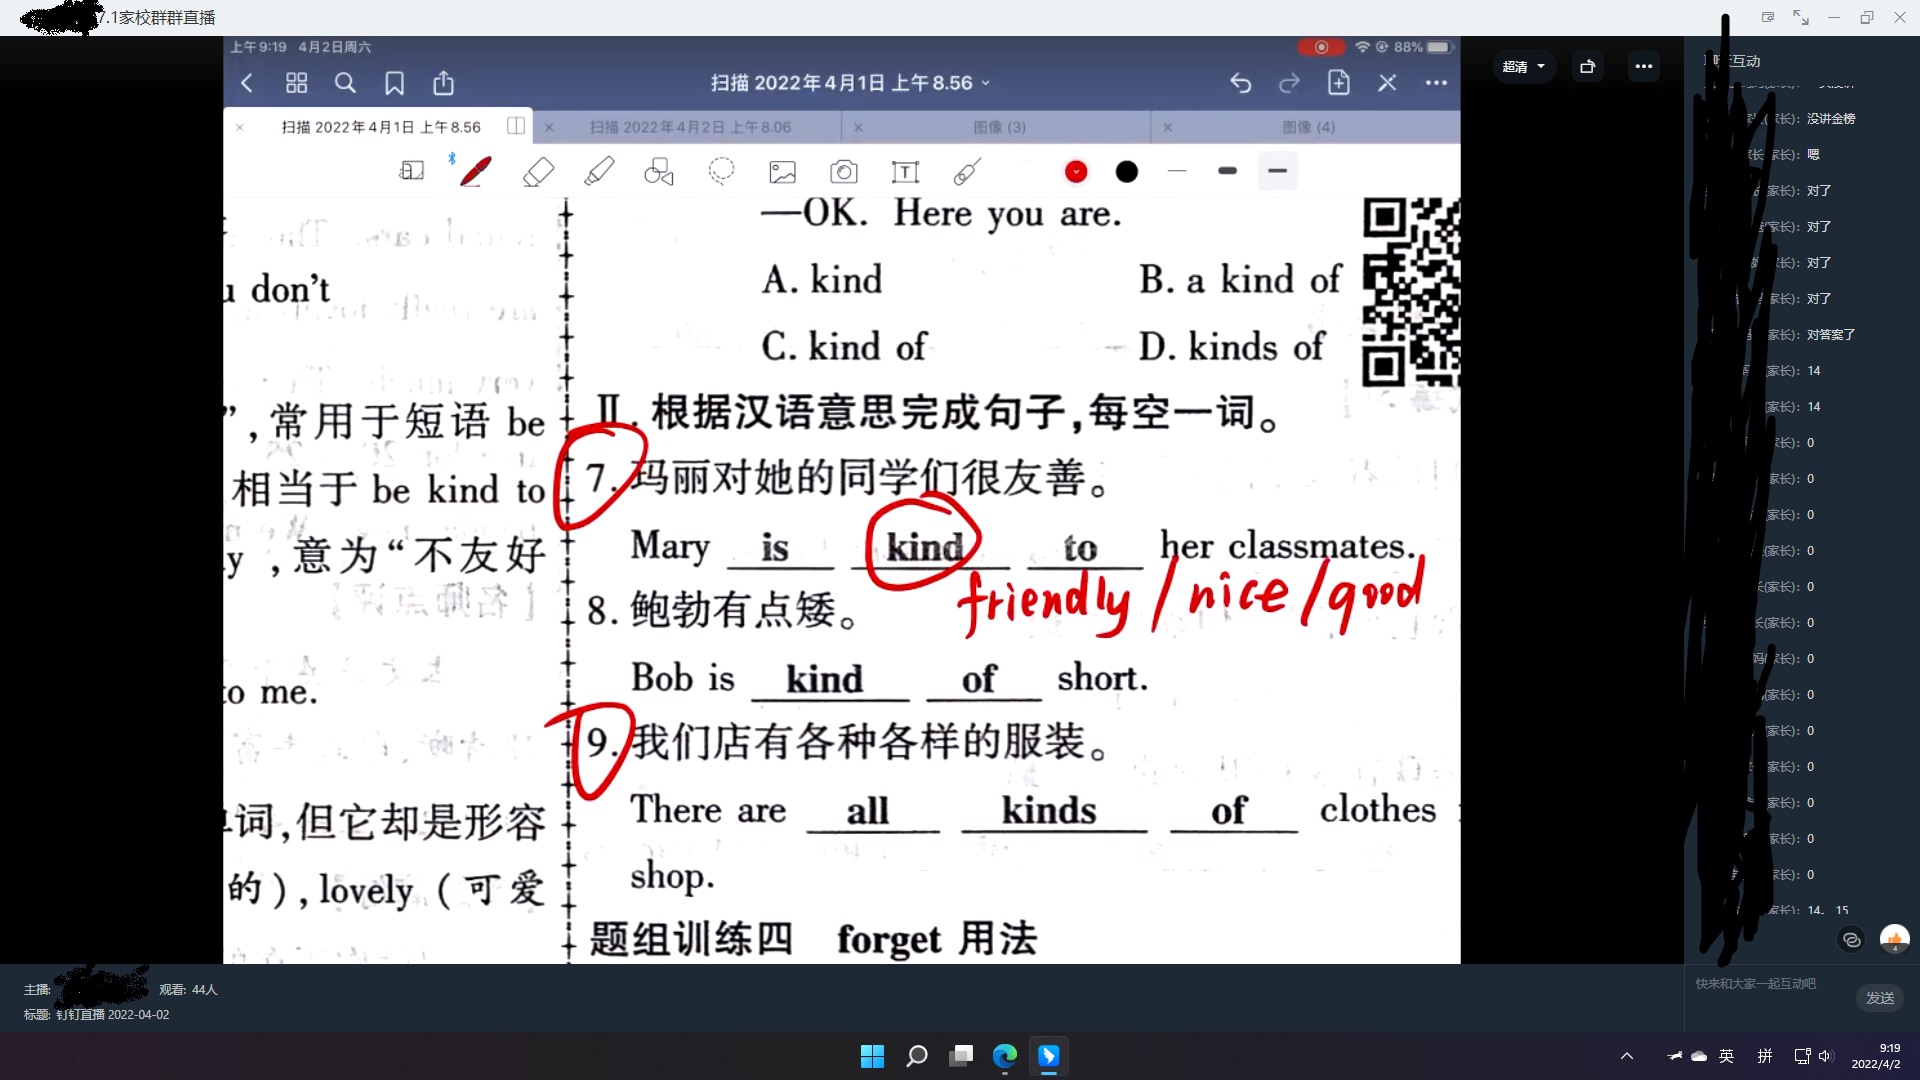 7.1家校群群直播
上午9:19 4月2日周六
88%
扫描 2022年4月1日 上午8.56
扫描 2022年4月1日 上午8.56
扫描 2022年4月2日 上午8.06
图像 (3)
图像 (4)
—OK. Here you are.
A. kind
B. a kind of
C. kind of
D. kinds of
u don't
Ⅱ. 根据汉语意思完成句子,每空一词。
”,常用于短语 be
7. 玛丽对她的同学们很友善。
相当于 be kind to
Mary is kind to her classmates.
friendly / nice / good
y ,意为“不友好
8. 鲍勃有点矮。
Bob is kind of short.
to me.
9. 我们店有各种各样的服装。
There are all kinds of clothes
词,但它却是形容
shop.
的), lovely (可爱
题组训练四 forget 用法
超清
互动
长): 没讲金榜
家长 家长): 嗯
家长): 对了
家长): 对了
家长): 对了
家长): 对了
家长): 对答案了
家长): 14
家长): 14
家长): 0
家长): 0
家长): 0
家长): 0
长): 0
长(家长): 0
妈(家长): 0
家长): 0
家长): 0
家长): 0
家长): 0
家长): 0
家长): 0
家长): 14、 15
4
快来和大家一起互动吧
发送
主播:
观看: 44人
标题: 钉钉直播 2022-04-02
英
拼
9:19
2022/4/2